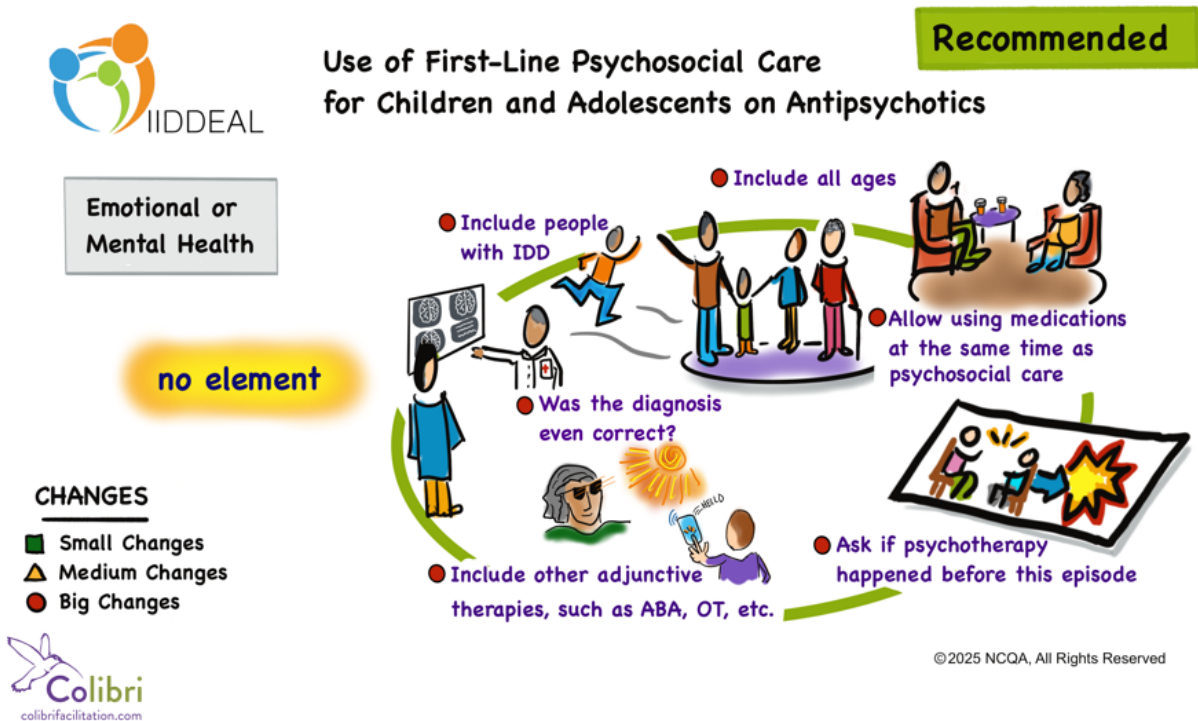 Recommended
Use of First-Line Psychosocial Care
for Children and Adolescents on Antipsychotics
IIDDEAL
Emotional or
Mental Health
Include all ages
Include people
with IDD
Allow using medications
at the same time as
psychosocial care
no element
Was the diagnosis
even correct?
HELLO
CHANGES
Small Changes
Medium Changes
Big Changes
Ask if psychotherapy
happened before this episode
Include other adjunctive
therapies, such as ABA, OT, etc.
©2025 NCQA, All Rights Reserved
Colibri
colibrifacilitation.com